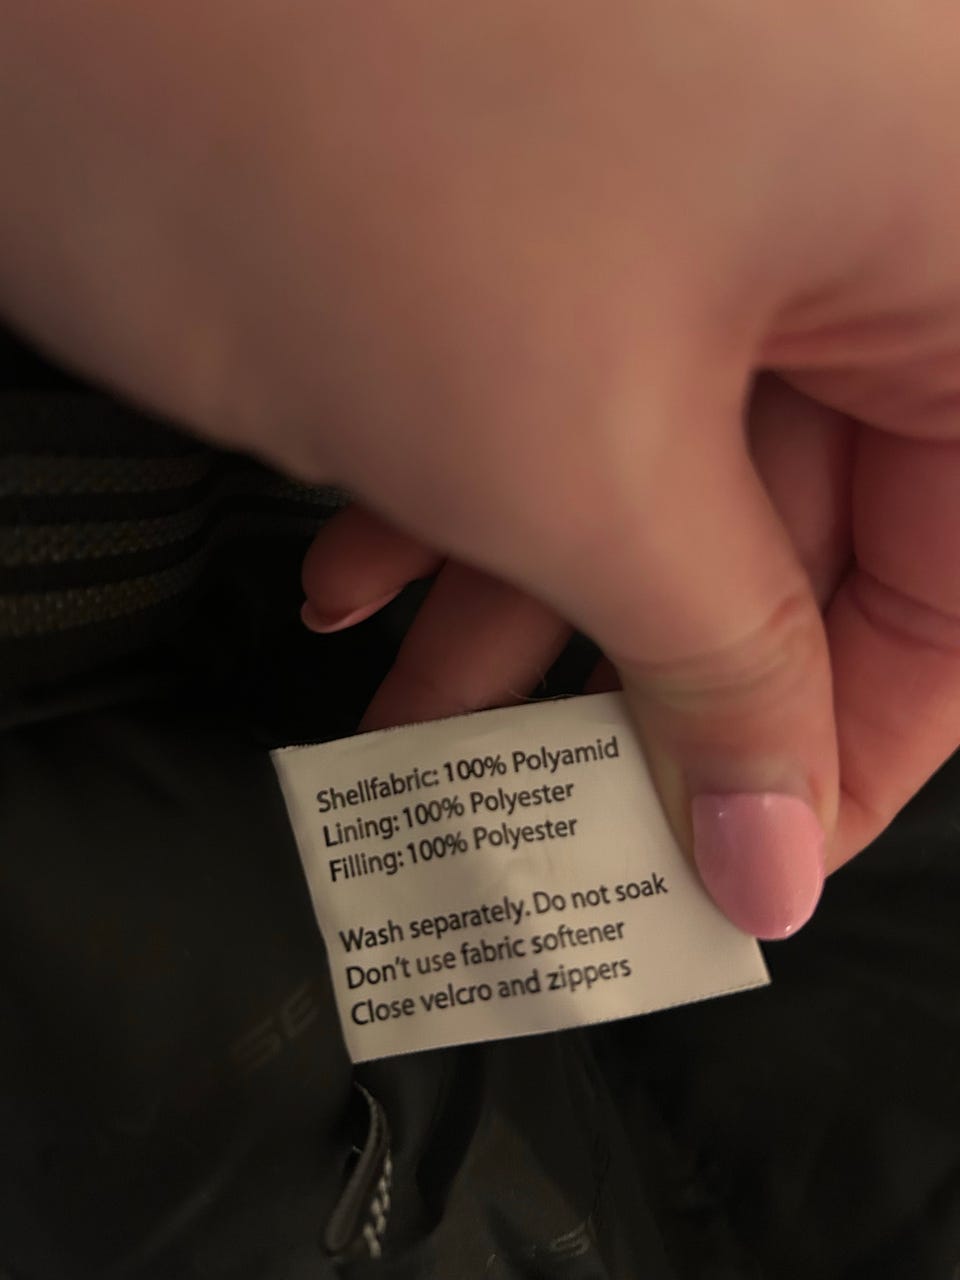 Shellfabric: 100% Polyamid
Lining: 100% Polyester
Filling: 100% Polyester
Wash separately. Do not soak
Don't use fabric softener
Close velcro and zippers
SE